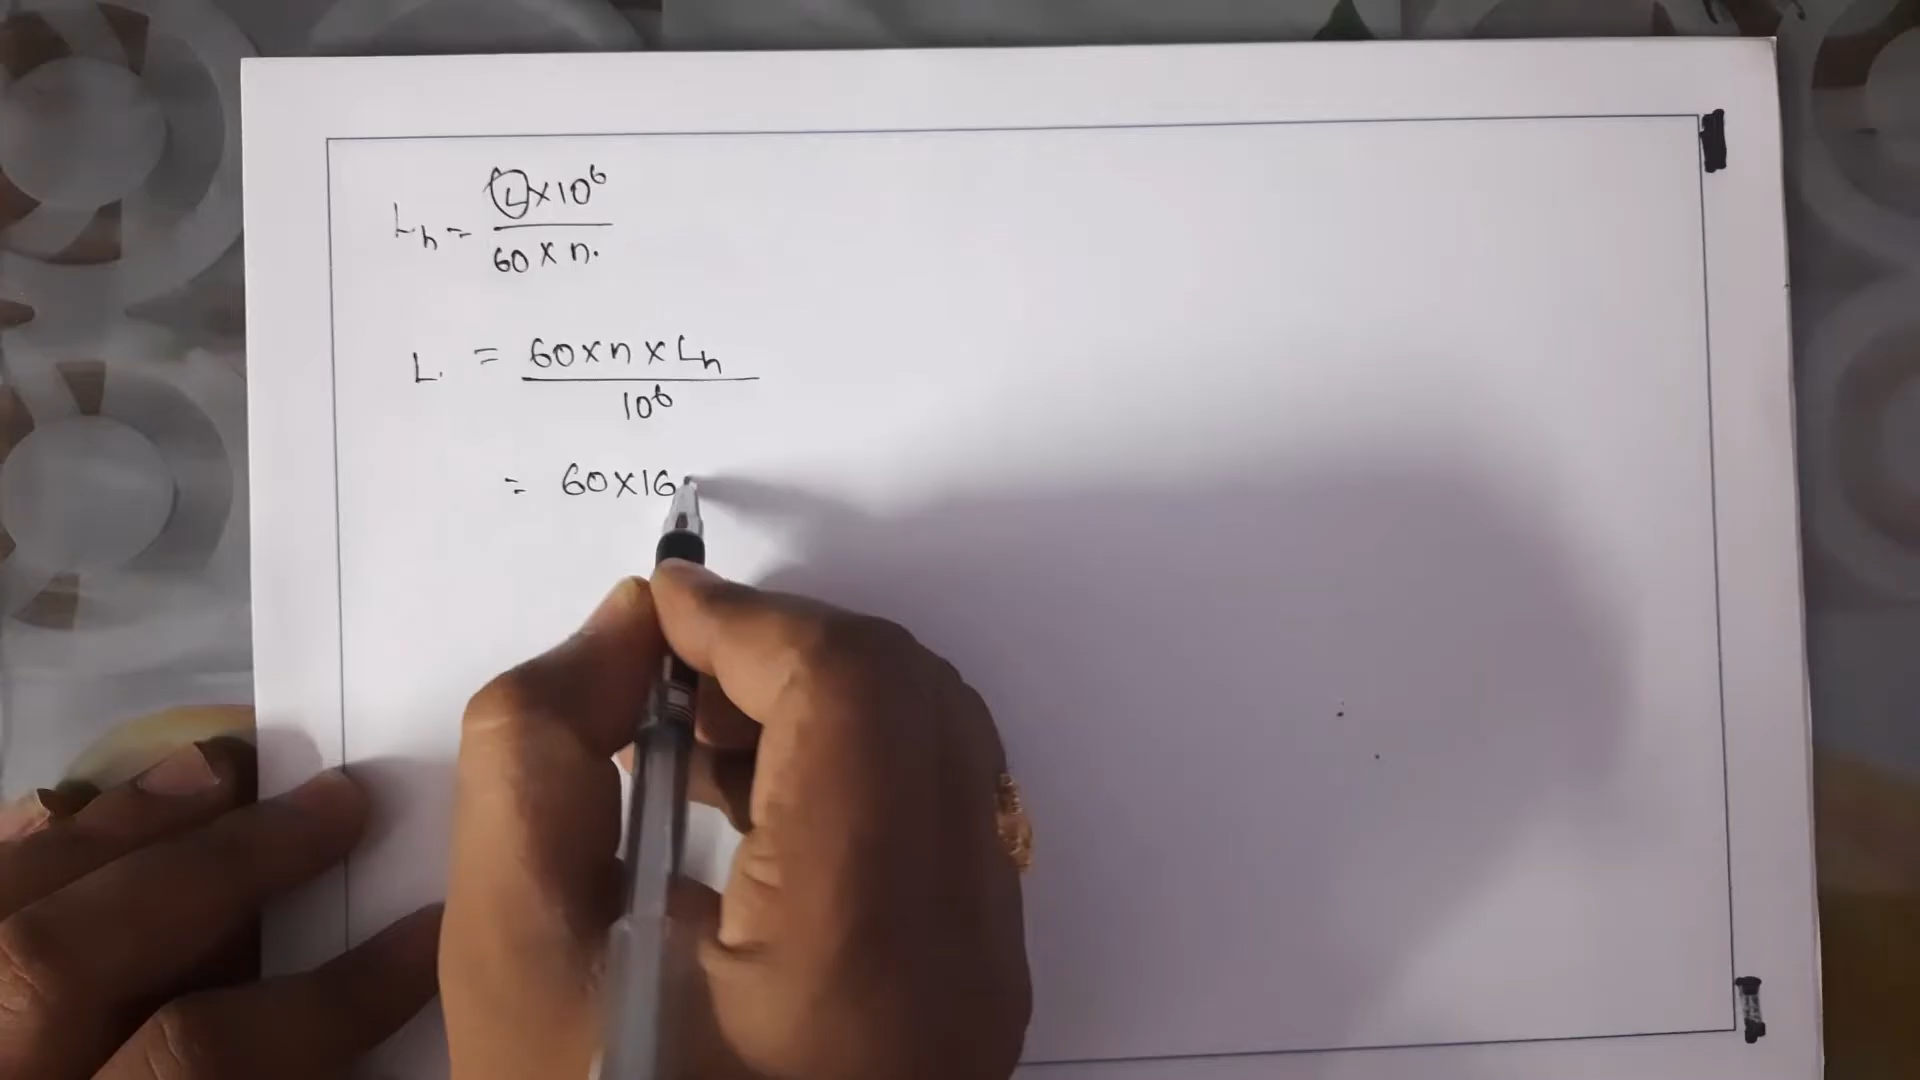 Lh = L×10⁶
60 × n.
L. = 60×n×Lh
10⁶
= 60×16